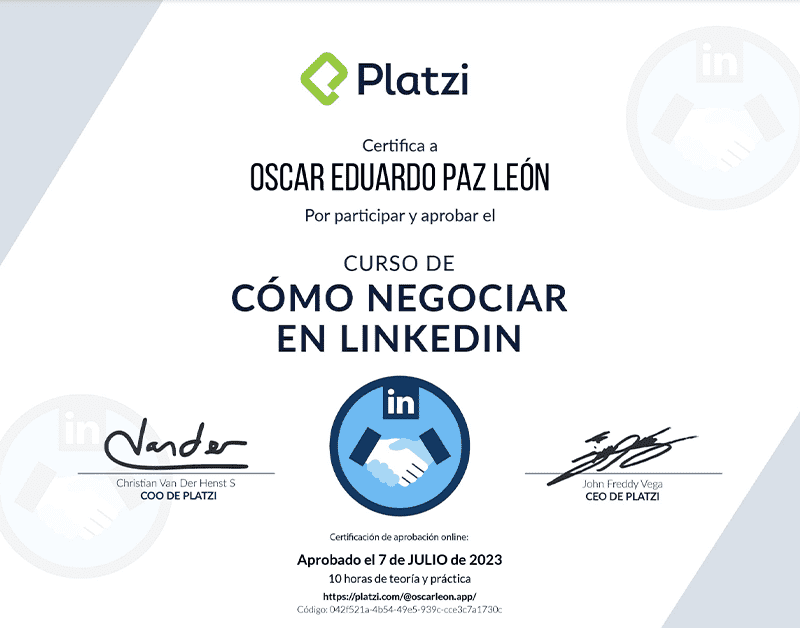 Platzi
Certifica a
OSCAR EDUARDO PAZ LEÓN
Por participar y aprobar el
CURSO DE
CÓMO NEGOCIAR
EN LINKEDIN
in
in
in
Vander
Christian Van Der Henst S
COO DE PLATZI
John Freddy Vega
CEO DE PLATZI
Certificación de aprobación online:
Aprobado el 7 de JULIO de 2023
10 horas de teoría y práctica
https://platzi.com/@oscarleon.app/
Código: 042f521a-4b54-49e5-939c-cce3c7a1730c